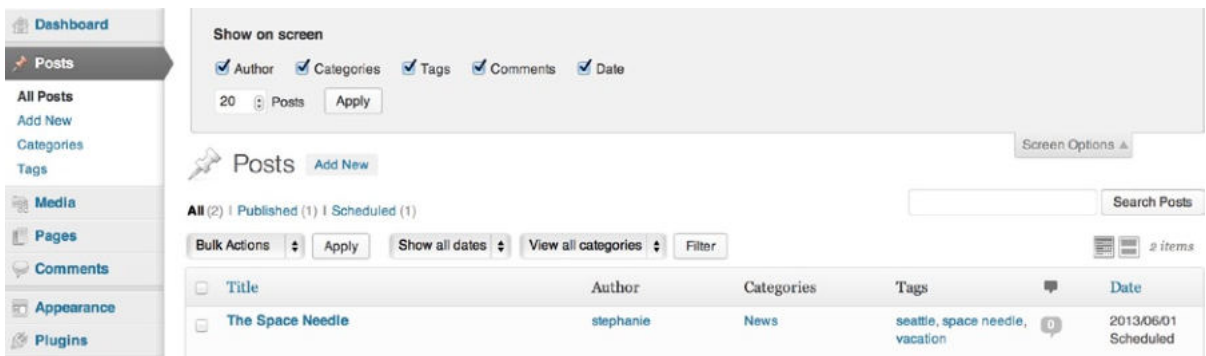 Dashboard
Posts
All Posts
Add New
Categories
Tags
Media
Pages
Comments
Appearance
Plugins
Show on screen
Author Categories Tags Comments Date
20 Posts Apply
Screen Options
Posts Add New
All (2) | Published (1) | Scheduled (1)
Search Posts
Bulk Actions Apply Show all dates View all categories Filter
2 items
Title Author Categories Tags Date
The Space Needle stephanie News seattle, space needle, 0 2013/06/01
vacation Scheduled